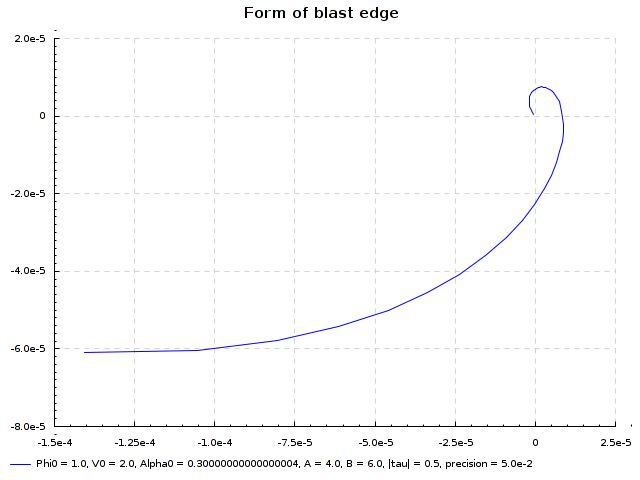 Form of blast edge
2.0e-5
0
-2.0e-5
-4.0e-5
-6.0e-5
-8.0e-5
-1.5e-4 -1.25e-4 -1.0e-4 -7.5e-5 -5.0e-5 -2.5e-5 0 2.5e-5
Phi0 = 1.0, V0 = 2.0, Alpha0 = 0.30000000000000004, A = 4.0, B = 6.0, |tau| = 0.5, precision = 5.0e-2